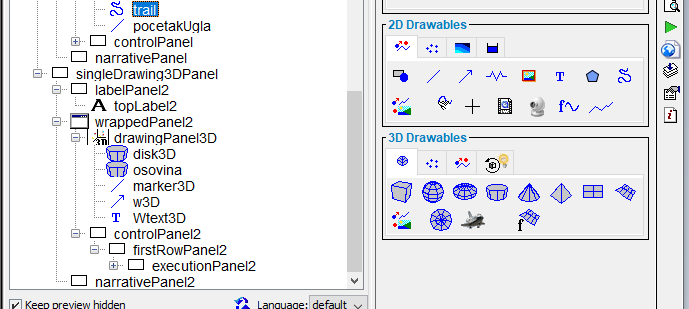 trail
pocetakUgla
controlPanel
narrativePanel
singleDrawing3DPanel
labelPanel2
A topLabel2
wrappedPanel2
drawingPanel3D
disk3D
osovina
marker3D
w3D
T Wtext3D
controlPanel2
firstRowPanel2
executionPanel2
narrativePanel2
Keep preview hidden
Language: default
2D Drawables
T
f
3D Drawables
f